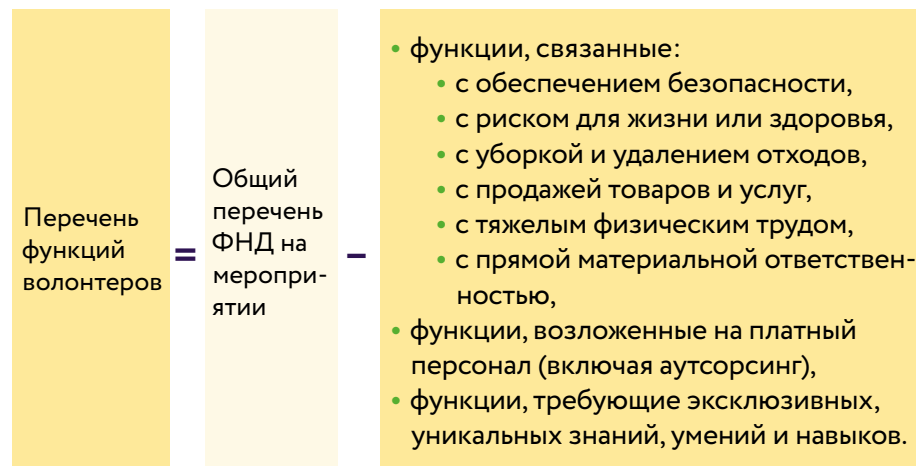 Перечень
функций
волонтеров
=
Общий
перечень
ФНД на
меропри-
ятии
–
• функции, связанные:
• с обеспечением безопасности,
• с риском для жизни или здоровья,
• с уборкой и удалением отходов,
• с продажей товаров и услуг,
• с тяжелым физическим трудом,
• с прямой материальной ответствен-
ностью,
• функции, возложенные на платный
персонал (включая аутсорсинг),
• функции, требующие эксклюзивных,
уникальных знаний, умений и навыков.